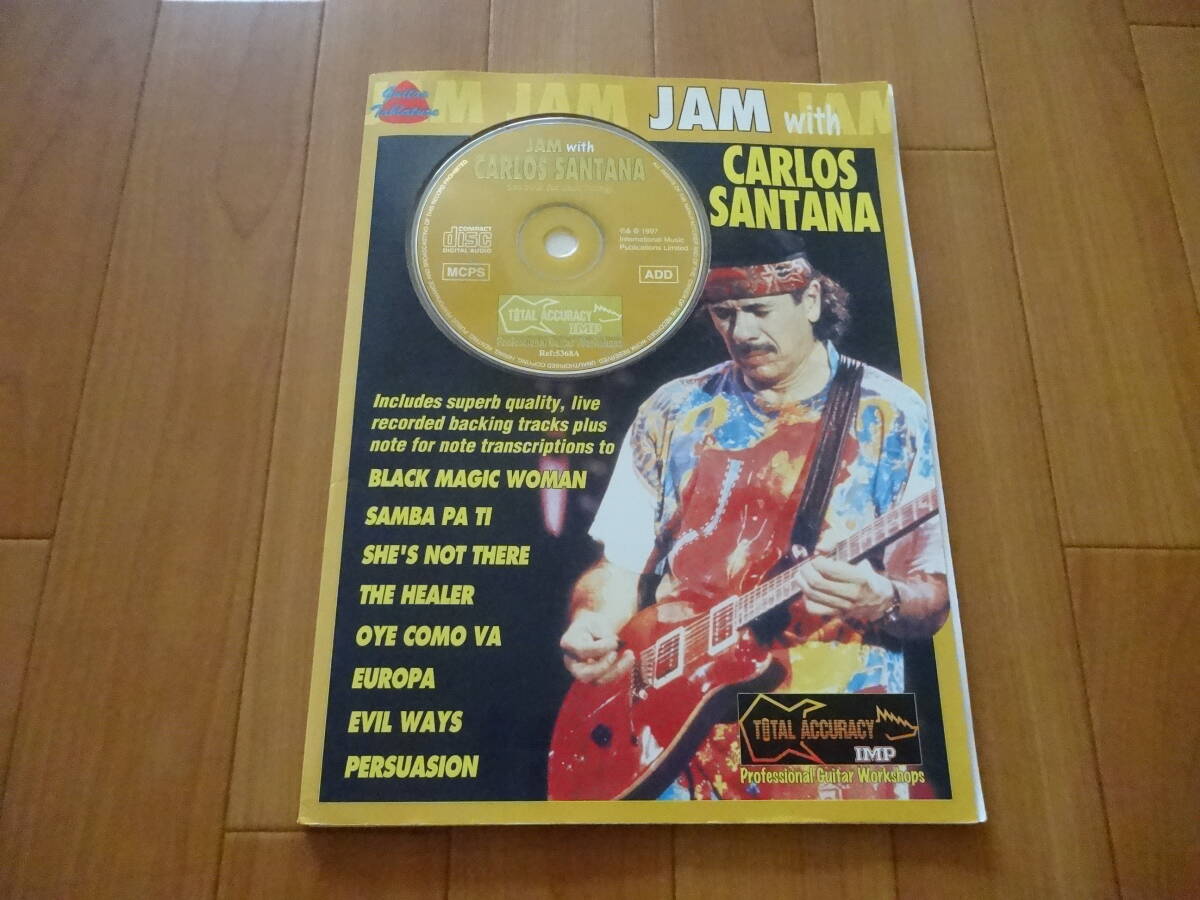 Guitar
Tablature
JAM JAM JAM with JAM
CARLOS
SANTANA
JAM with
CARLOS SANTANA
COMPACT
disc
DIGITAL AUDIO
MCPS
1997
International Music
Publications Limited
ADD
TOTAL ACCURACY
IMP
Professional Guitar Workshops
Ref:5368A
Includes superb quality, live
recorded backing tracks plus
note for note transcriptions to
BLACK MAGIC WOMAN
SAMBA PA TI
SHE'S NOT THERE
THE HEALER
OYE COMO VA
EUROPA
EVIL WAYS
PERSUASION
TOTAL ACCURACY
IMP
Professional Guitar Workshops